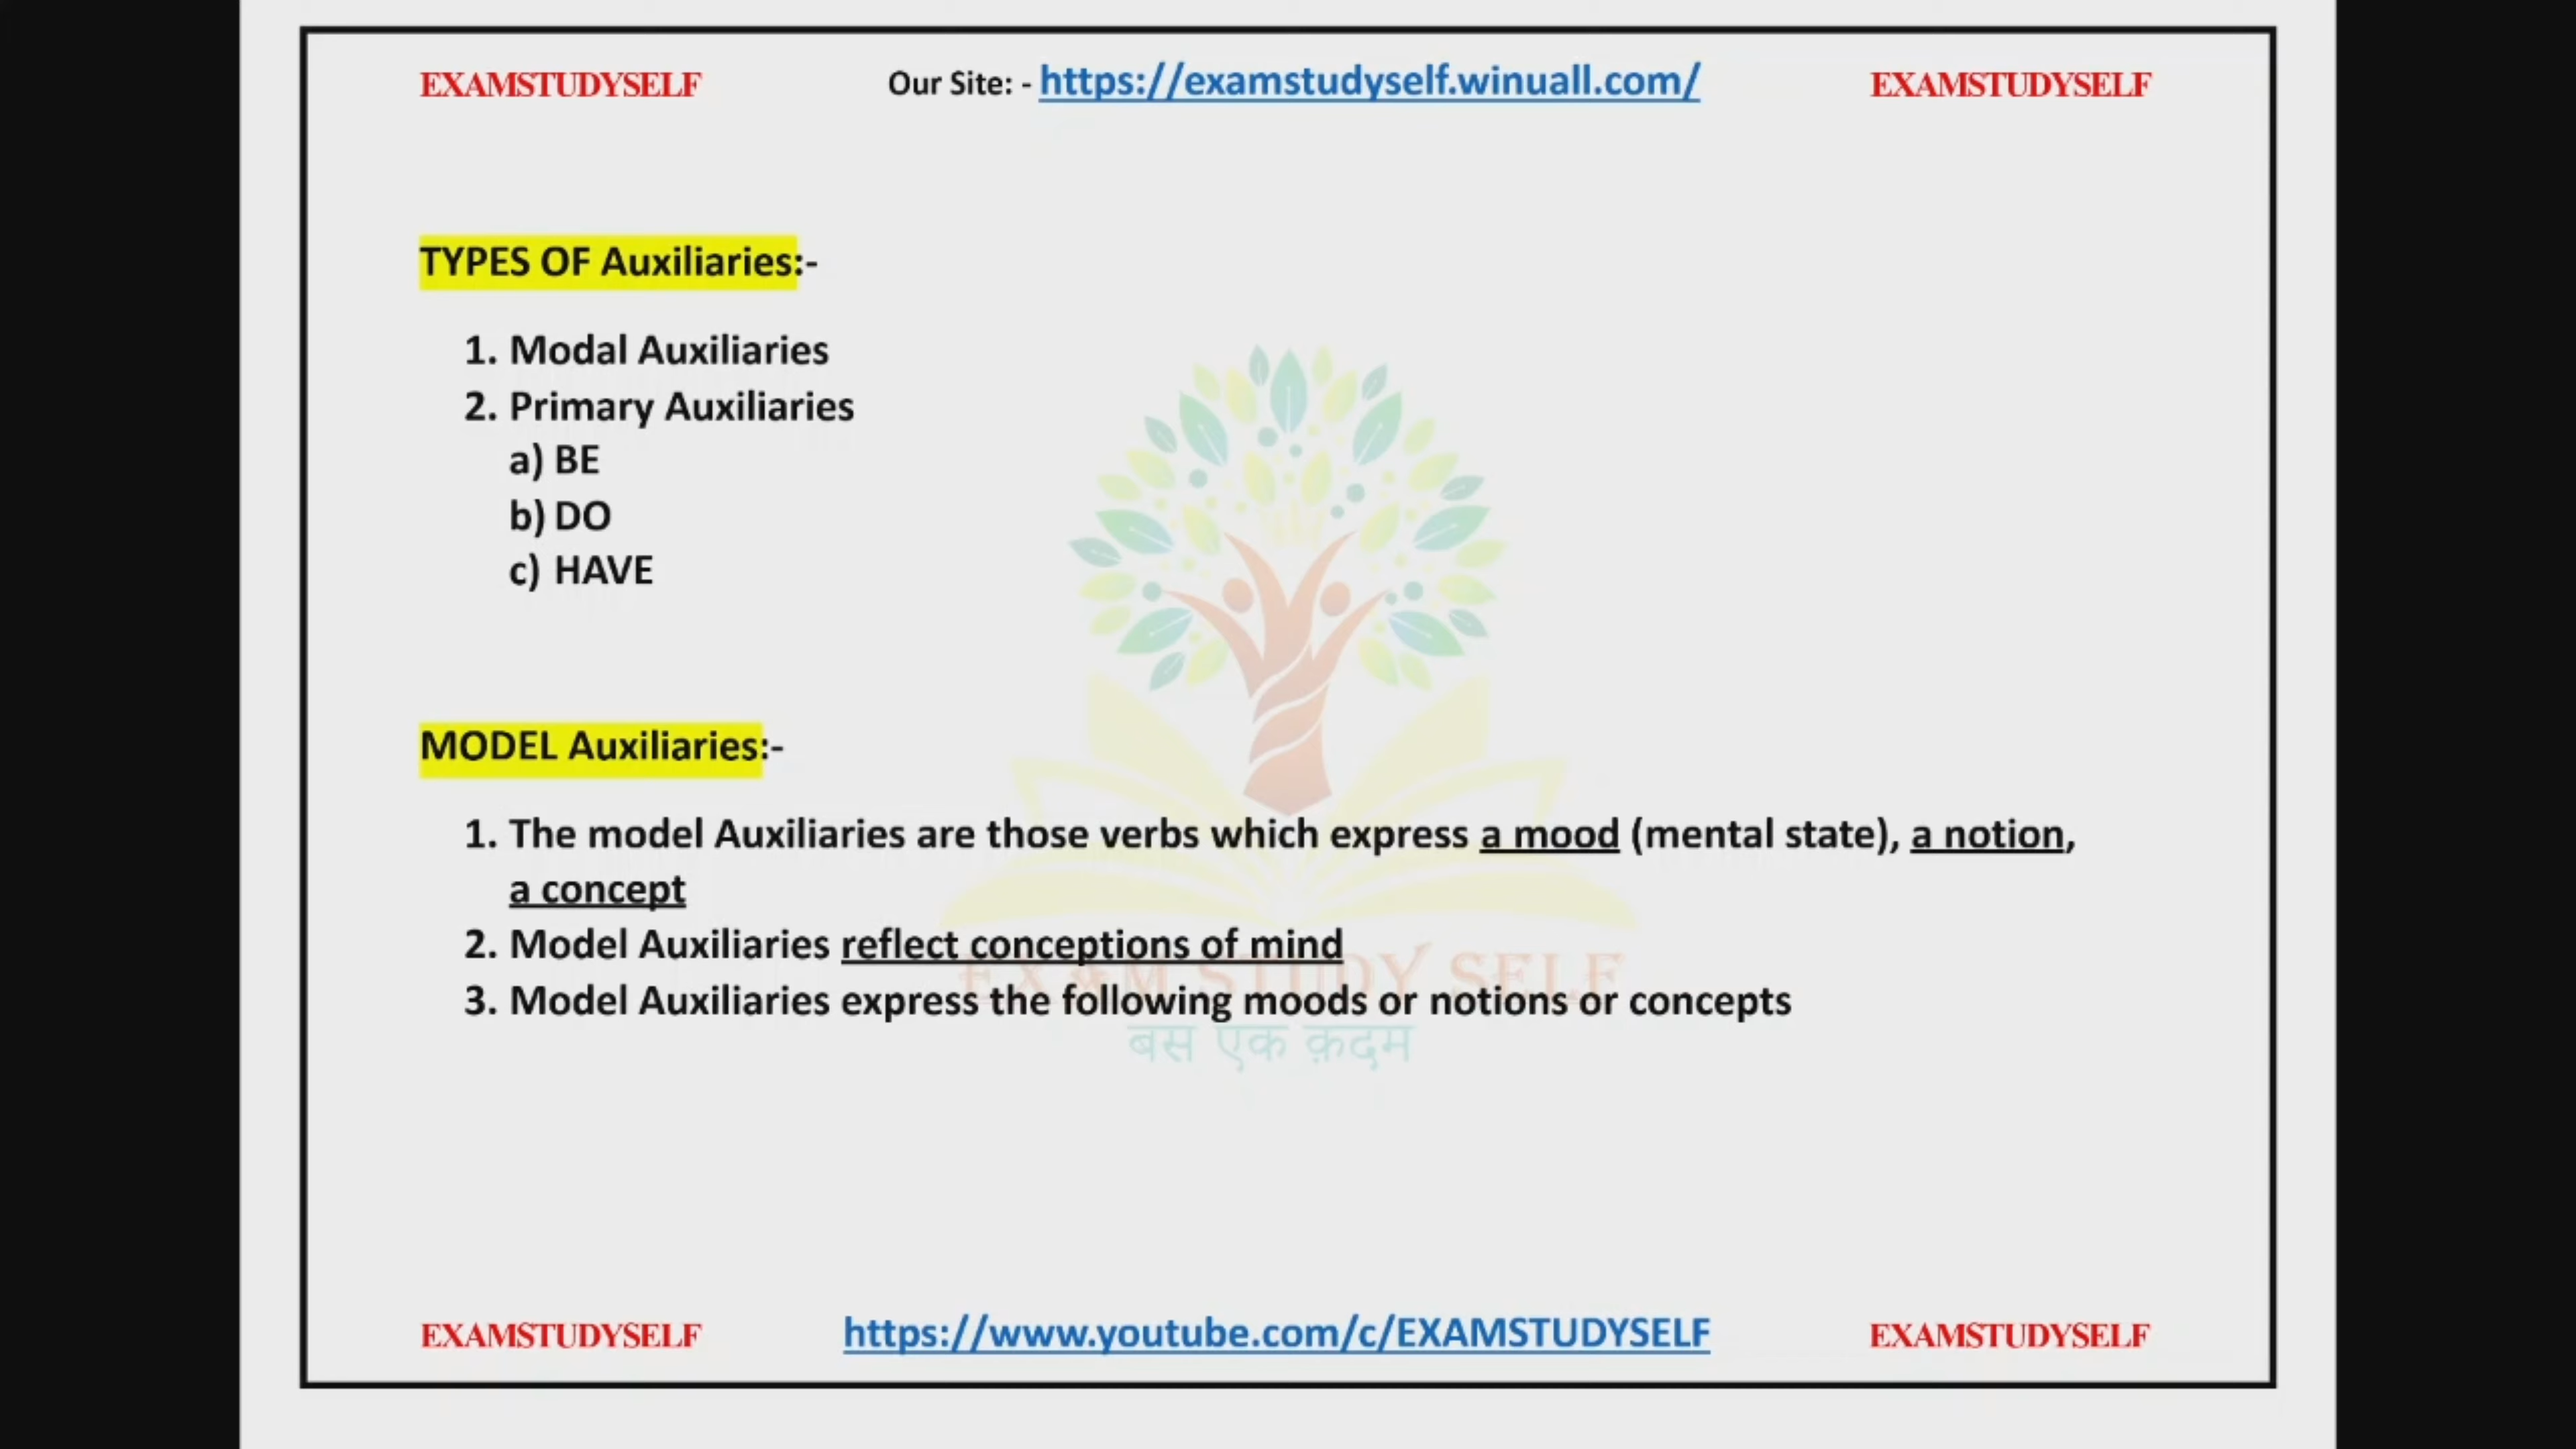 EXAMSTUDYSELF Our Site: - https://examstudyself.winuall.com/ EXAMSTUDYSELF
TYPES OF Auxiliaries:-
1. Modal Auxiliaries
2. Primary Auxiliaries
a) BE
b) DO
c) HAVE
MODEL Auxiliaries:-
1. The model Auxiliaries are those verbs which express a mood (mental state), a notion,
a concept
2. Model Auxiliaries reflect conceptions of mind
EXAM STUDY SELF
3. Model Auxiliaries express the following moods or notions or concepts
बस एक क़दम
EXAMSTUDYSELF https://www.youtube.com/c/EXAMSTUDYSELF EXAMSTUDYSELF